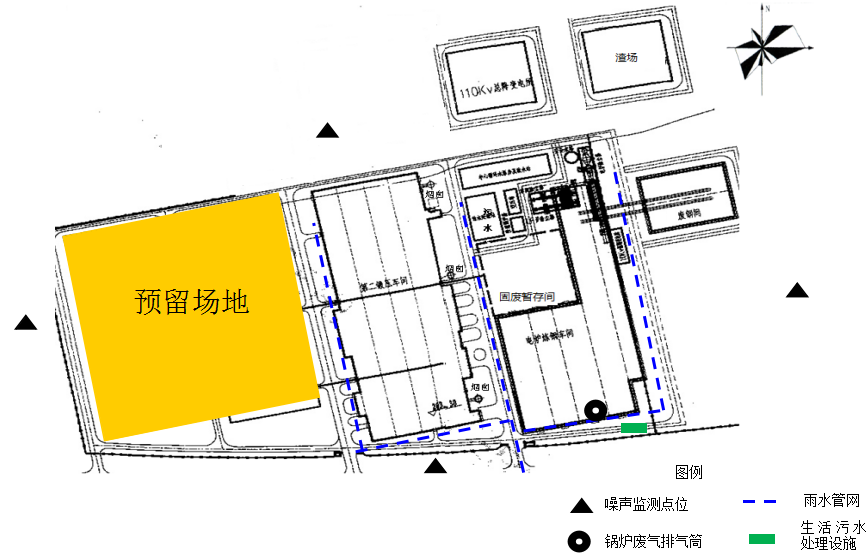 N
渣场
110Kv总降变电所
烟囱
废钢间
水
烟囱
第二锻压车间
固废暂存间
预留场地
电炉炼钢车间
烟囱
图例
噪声监测点位
雨水管网
锅炉废气排气筒
生活污水
处理设施